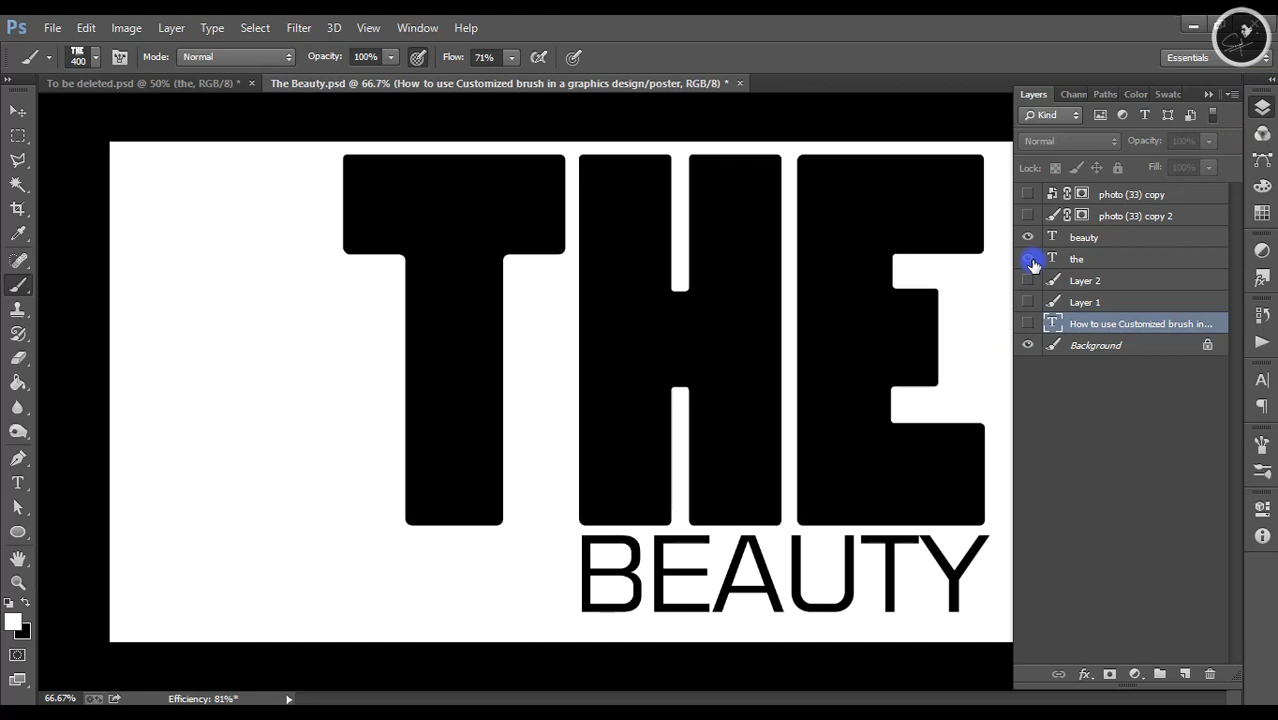 Ps File Edit Image Layer Type Select Filter 3D View Window Help
THE 400 Mode: Normal Opacity: 100% Flow: 71% Essentials
To be deleted.psd @ 50% (the, RGB/8) * × The Beauty.psd @ 66.7% (How to use Customized brush in a graphics design/poster, RGB/8) * ×
Layers Chann Paths Color Swatc
Kind
Normal Opacity: 100%
Lock: Fill: 100%
photo (33) copy
photo (33) copy 2
T beauty
T the
Layer 2
Layer 1
T How to use Customized brush in...
Background
THE
BEAUTY
66.67% Efficiency: 81%*